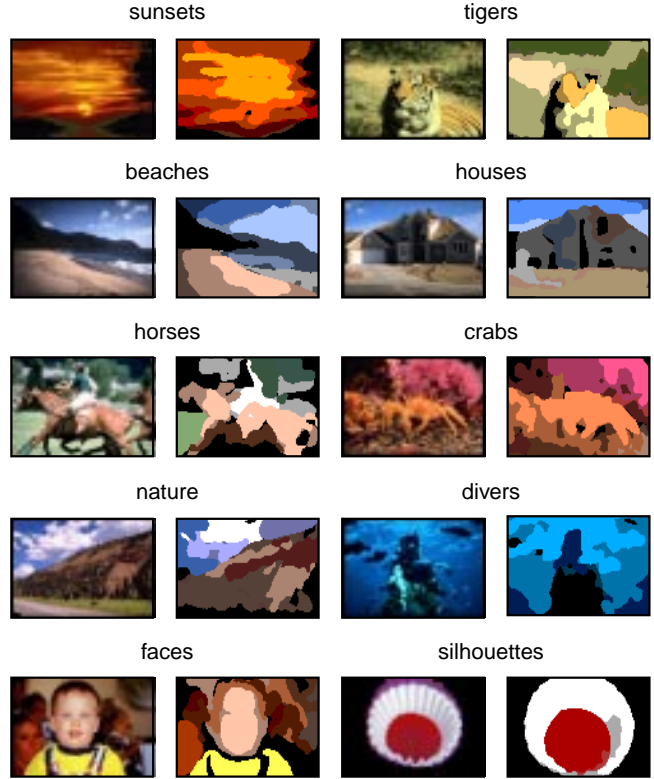 sunsets
tigers
beaches
houses
horses
crabs
nature
divers
faces
silhouettes